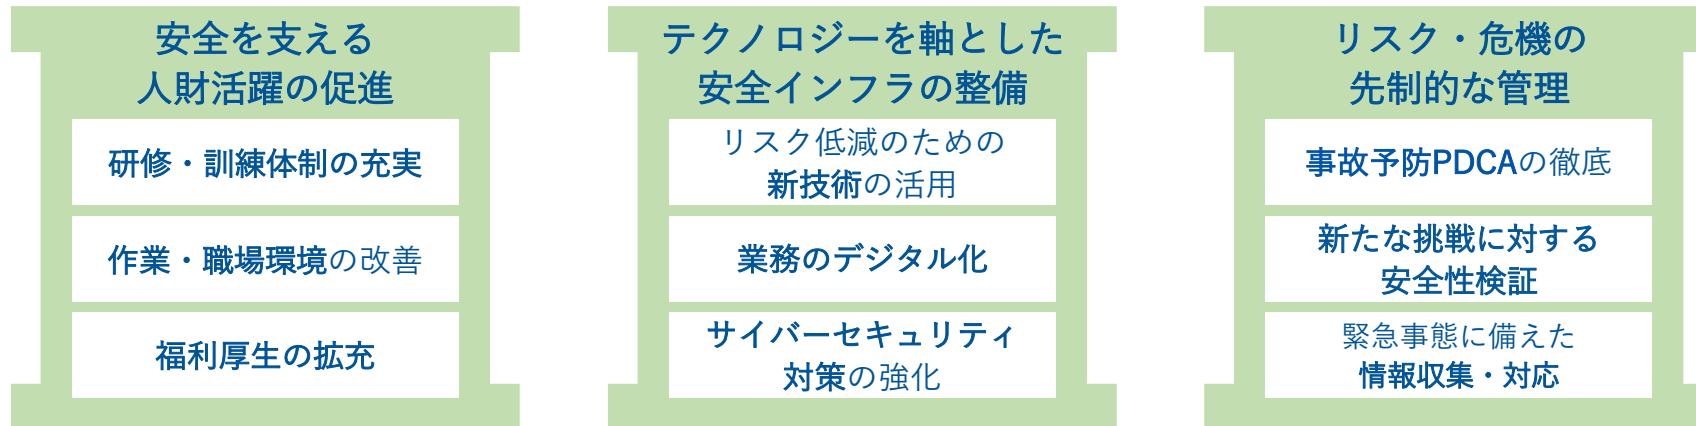 安全を支える
人財活躍の促進
研修・訓練体制の充実
作業・職場環境の改善
福利厚生の拡充
テクノロジーを軸とした
安全インフラの整備
リスク低減のための
新技術の活用
業務のデジタル化
サイバーセキュリティ
対策の強化
リスク・危機の
先制的な管理
事故予防PDCAの徹底
新たな挑戦に対する
安全性検証
緊急事態に備えた
情報収集・対応